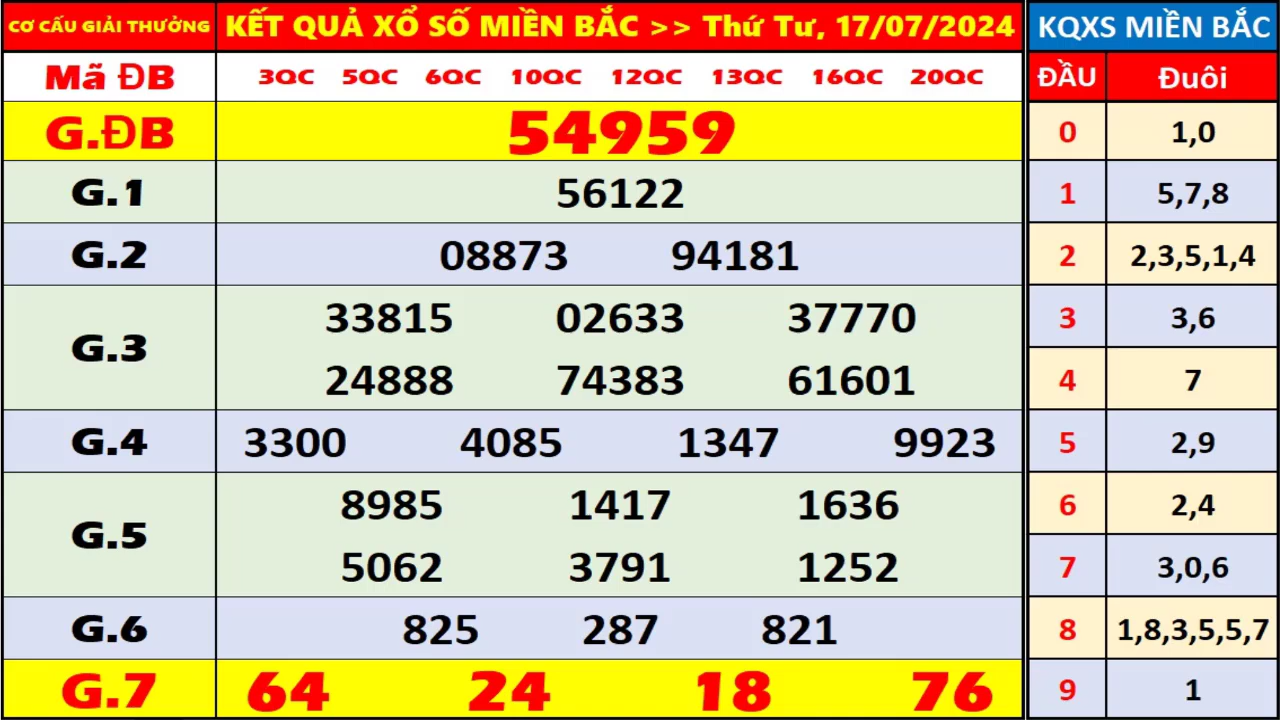 CƠ CẤU GIẢI THƯỞNG KẾT QUẢ XỔ SỐ MIỀN BẮC >> Thứ Tư, 17/07/2024 KQXS MIỀN BẮC
Mã ĐB 3QC 5QC 6QC 10QC 12QC 13QC 16QC 20QC ĐẦU Đuôi
G.ĐB 54959 0 1,0
G.1 56122 1 5,7,8
G.2 08873 94181 2 2,3,5,1,4
G.3 33815 02633 37770 3 3,6
24888 74383 61601 4 7
G.4 3300 4085 1347 9923 5 2,9
G.5 8985 1417 1636 6 2,4
5062 3791 1252 7 3,0,6
G.6 825 287 821 8 1,8,3,5,5,7
G.7 64 24 18 76 9 1